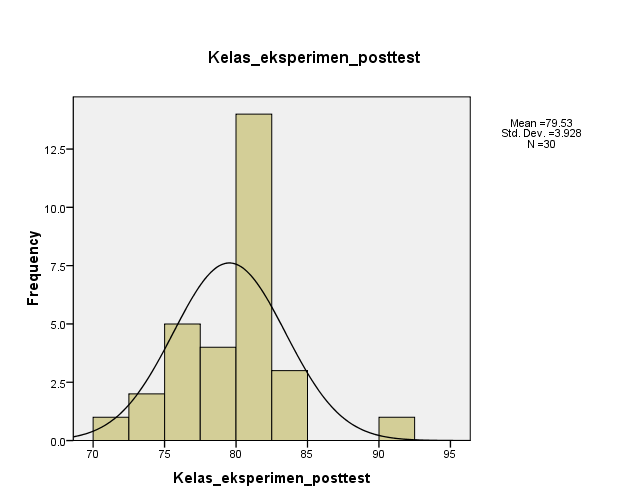 Kelas_eksperimen_posttest
Mean =79.53
Std. Dev. =3.928
N =30
12.5
10.0
7.5
5.0
2.5
0.0
Frequency
70 75 80 85 90 95
Kelas_eksperimen_posttest